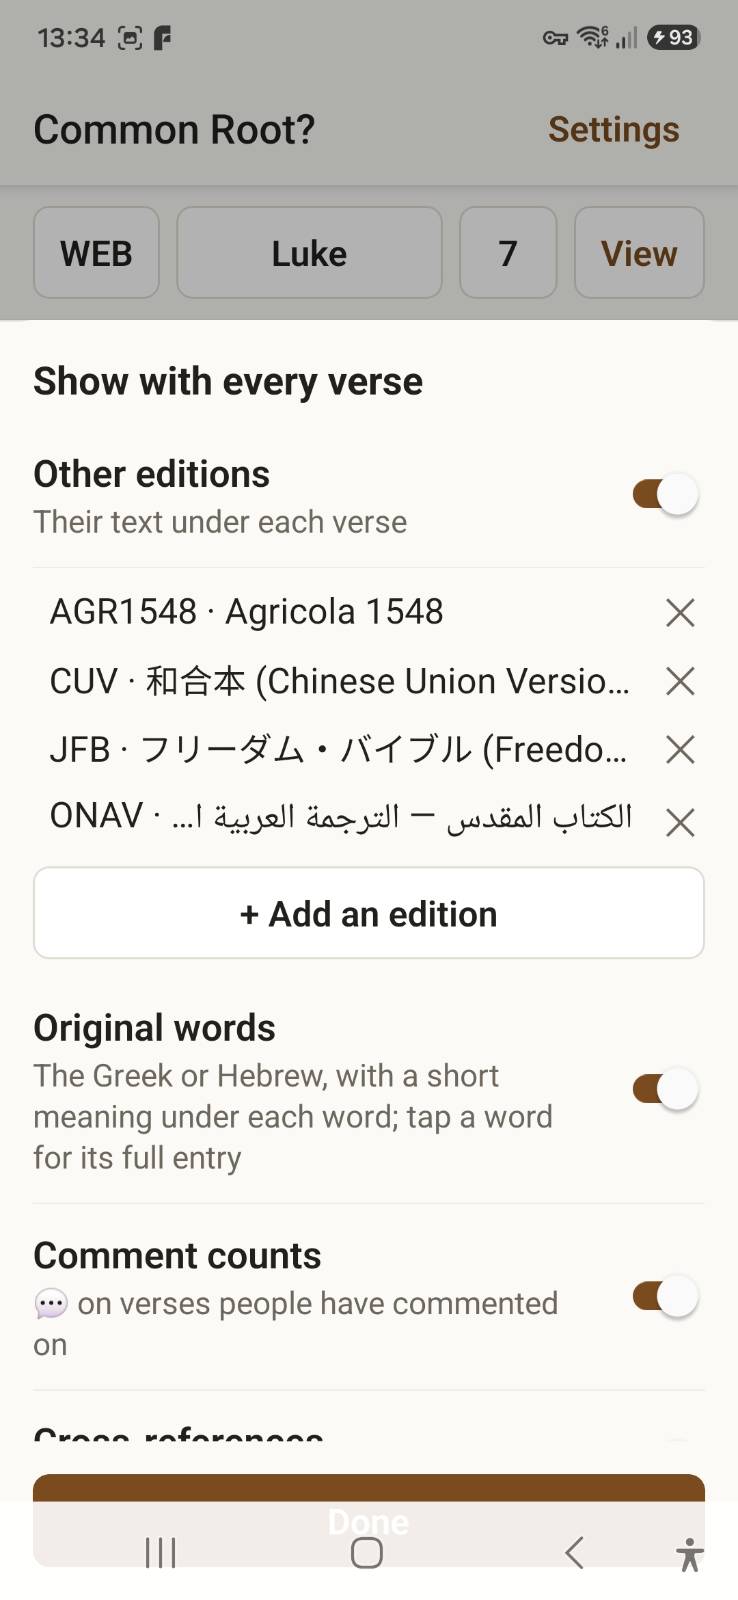 13:34
6
93
Common Root?
Settings
WEB
Luke
7
View
Show with every verse
Other editions
Their text under each verse
AGR1548 · Agricola 1548
CUV · 和合本 (Chinese Union Versio...
JFB · フリーダム・バイブル (Freedo...
ONAV · الكتاب المقدس — الترجمة العربية ا...
+ Add an edition
Original words
The Greek or Hebrew, with a short
meaning under each word; tap a word
for its full entry
Comment counts
💬 on verses people have commented
on
Cross-references
Done